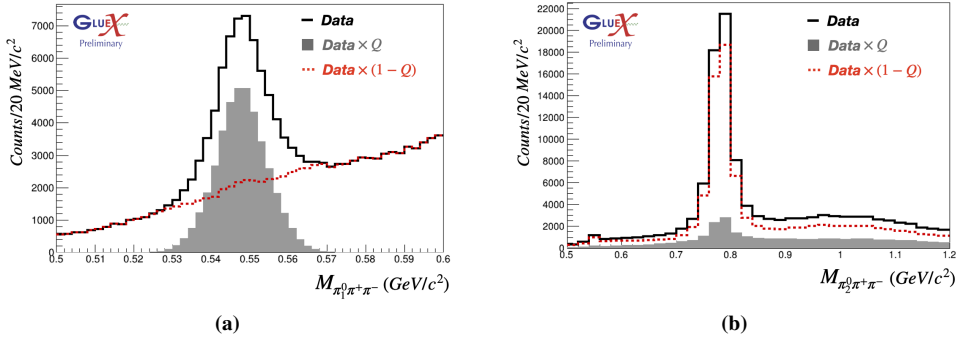 GLUEX
Preliminary
Data
Data × Q
Data × (1 − Q)
Counts/20 MeV/c²
7000
6000
5000
4000
3000
2000
1000
0
0.5 0.51 0.52 0.53 0.54 0.55 0.56 0.57 0.58 0.59 0.6
M_{π⁰₁π⁺π⁻} (GeV/c²)
(a)
GLUEX
Preliminary
Data
Data × Q
Data × (1 − Q)
Counts/20 MeV/c²
22000
20000
18000
16000
14000
12000
10000
8000
6000
4000
2000
0
0.5 0.6 0.7 0.8 0.9 1 1.1 1.2
M_{π⁰₂π⁺π⁻} (GeV/c²)
(b)